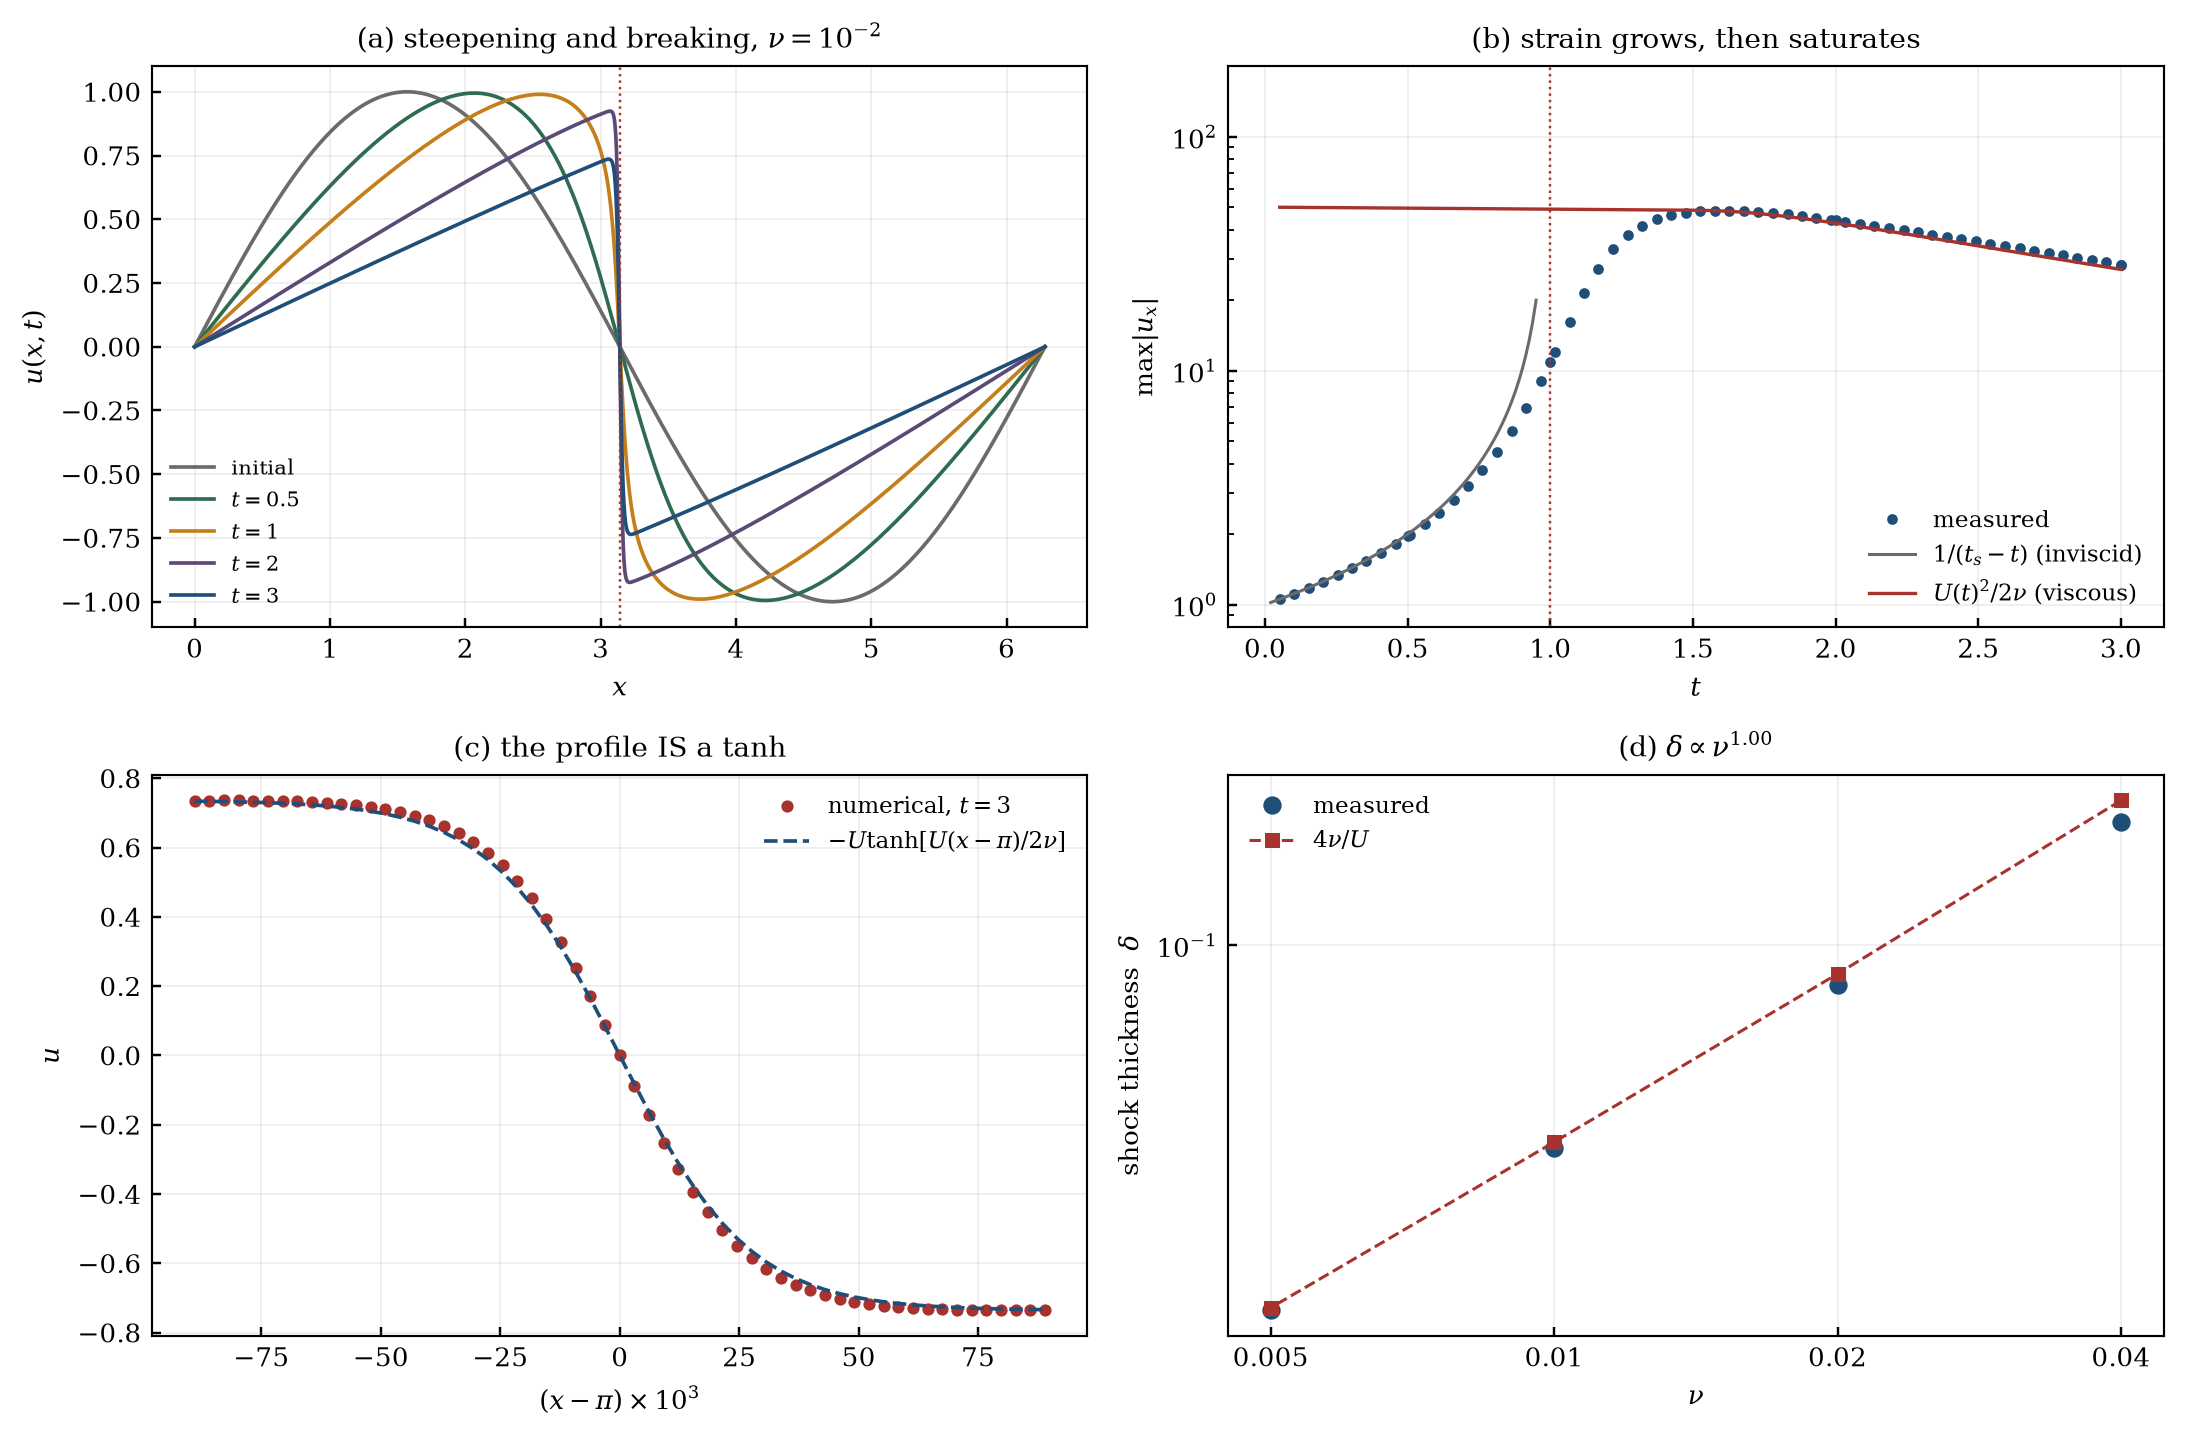 (a) steepening and breaking, ν = 10⁻²
1.00
0.75
0.50
0.25
0.00
−0.25
−0.50
−0.75
−1.00
u(x, t)
initial
t = 0.5
t = 1
t = 2
t = 3
0 1 2 3 4 5 6
x
(b) strain grows, then saturates
10²
10¹
10⁰
max|uₓ|
measured
1/(tₛ − t) (inviscid)
U(t)²/2ν (viscous)
0.0 0.5 1.0 1.5 2.0 2.5 3.0
t
(c) the profile IS a tanh
0.8
0.6
0.4
0.2
0.0
−0.2
−0.4
−0.6
−0.8
u
numerical, t = 3
−Utanh[U(x − π)/2ν]
−75 −50 −25 0 25 50 75
(x − π) × 10³
(d) δ ∝ ν¹·⁰⁰
10⁻¹
shock thickness δ
measured
4ν/U
0.005 0.01 0.02 0.04
ν